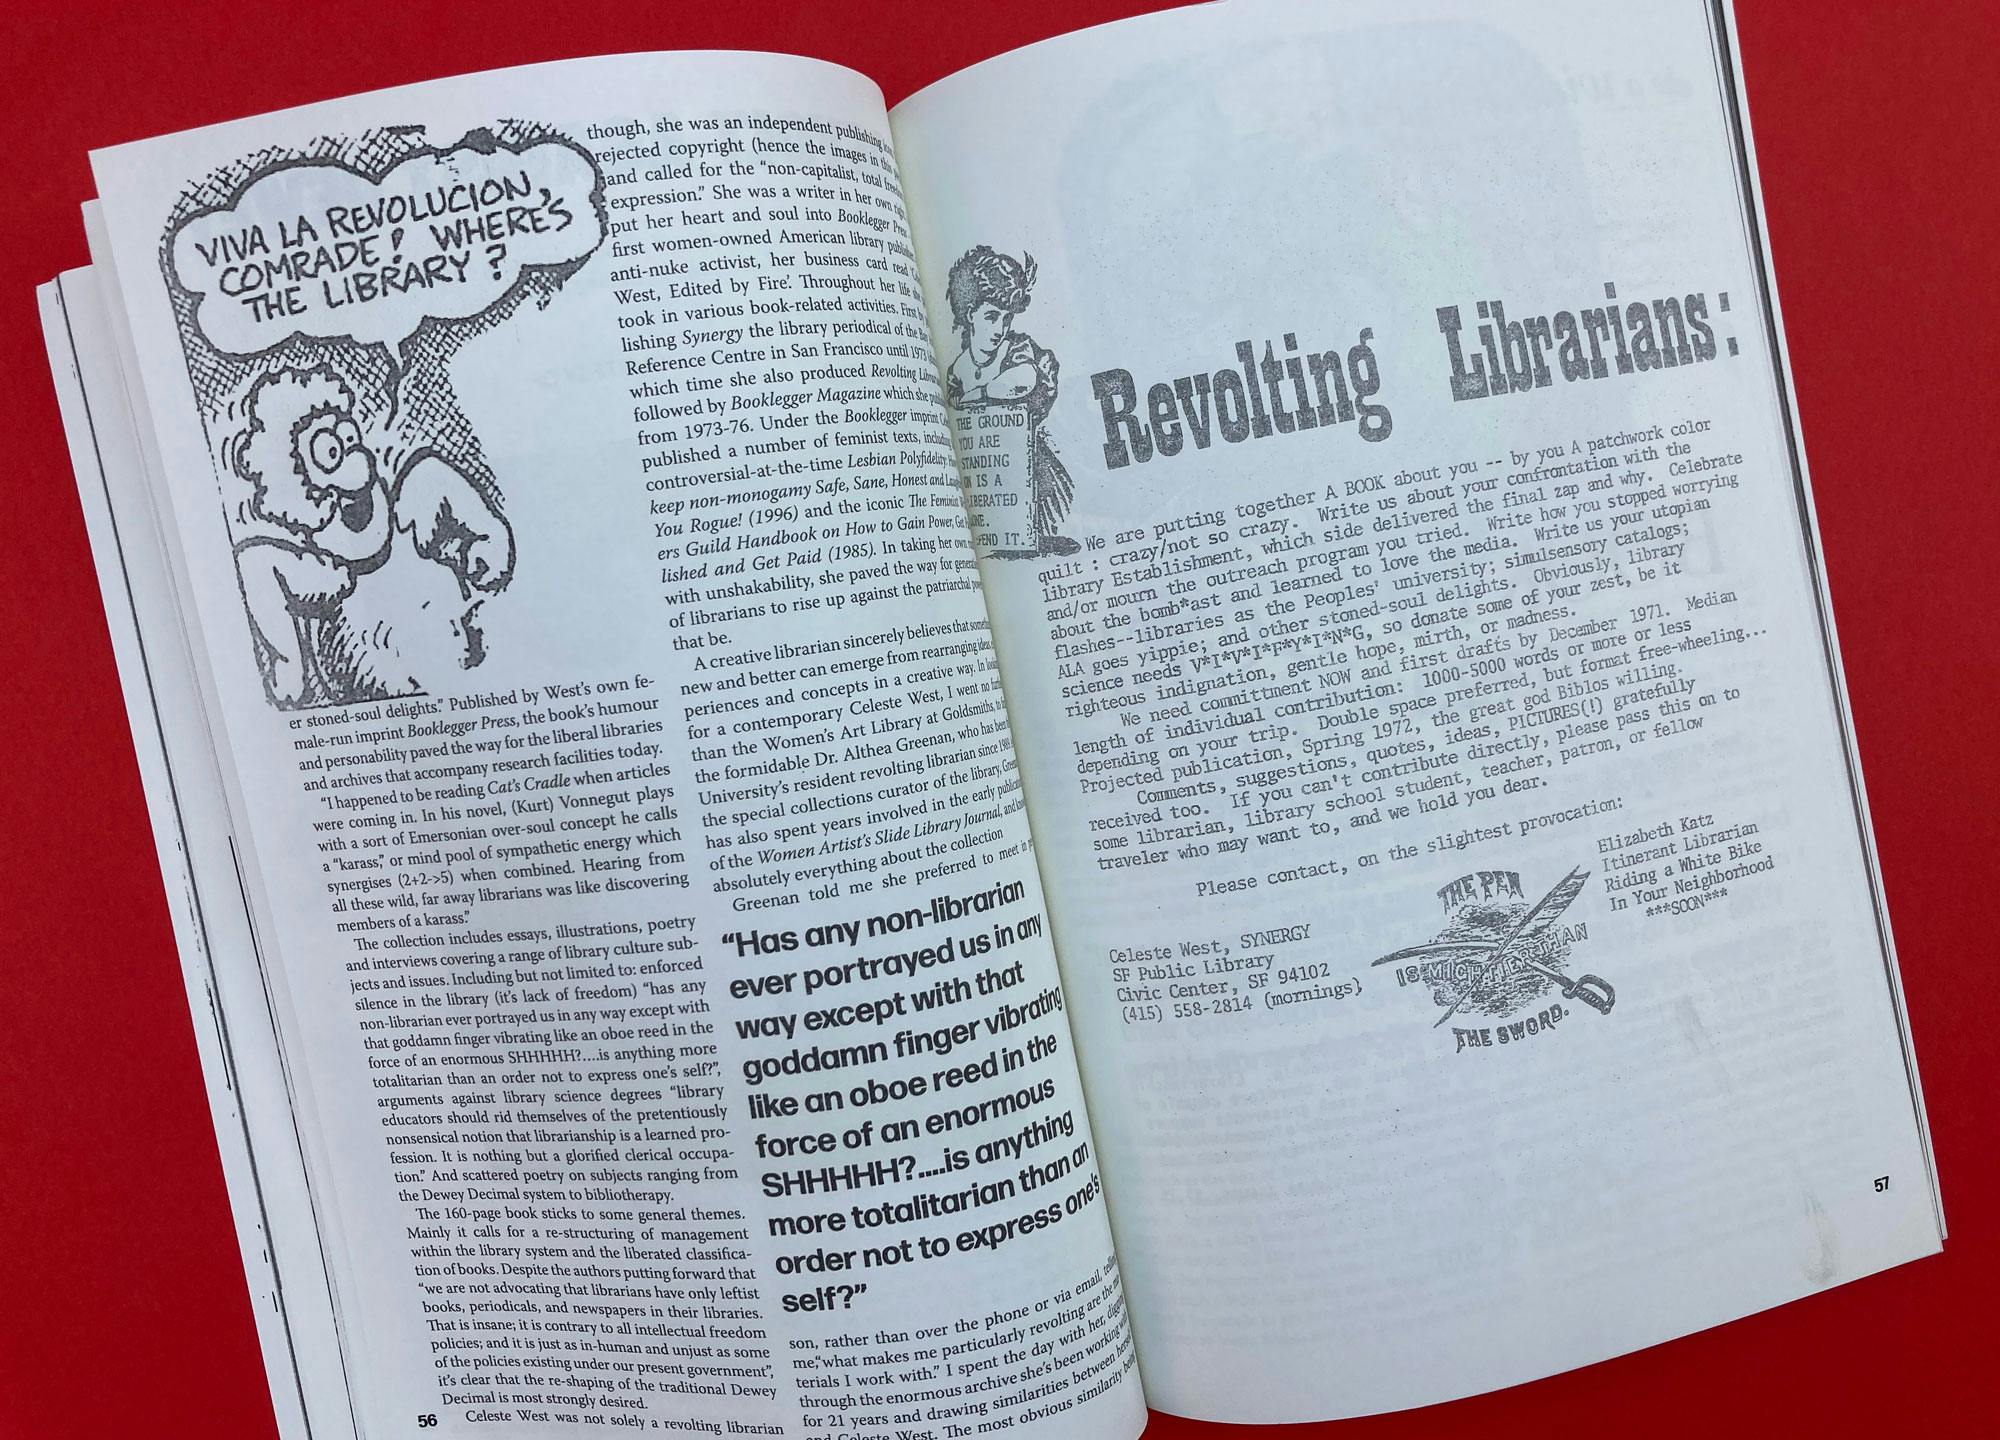 VIVA LA REVOLUCION,
COMRADE! WHERE'S
THE LIBRARY?
er stoned-soul delights." Published by West's own fe-
male-run imprint Booklegger Press, the book's humour
and personability paved the way for the liberal libraries
and archives that accompany research facilities today.
"I happened to be reading Cat's Cradle when articles
were coming in. In his novel, (Kurt) Vonnegut plays
with a sort of Emersonian over-soul concept he calls
a "karass," or mind pool of sympathetic energy which
synergises (2+2->5) when combined. Hearing from
all these wild, far away librarians was like discovering
members of a karass."
The collection includes essays, illustrations, poetry
and interviews covering a range of library culture sub-
jects and issues. Including but not limited to: enforced
silence in the library (it's lack of freedom) "has any
non-librarian ever portrayed us in any way except with
that goddamn finger vibrating like an oboe reed in the
force of an enormous SHHHHH?....is anything more
totalitarian than an order not to express one's self?",
arguments against library science degrees "library
educators should rid themselves of the pretentiously
nonsensical notion that librarianship is a learned pro-
fession. It is nothing but a glorified clerical occupa-
tion." And scattered poetry on subjects ranging from
the Dewey Decimal system to bibliotherapy.
The 160-page book sticks to some general themes.
Mainly it calls for a re-structuring of management
within the library system and the liberated classifica-
tion of books. Despite the authors putting forward that
"we are not advocating that librarians have only leftist
books, periodicals, and newspapers in their libraries.
That is insane; it is contrary to all intellectual freedom
policies; and it is just as in-human and unjust as some
of the policies existing under our present government",
it's clear that the re-shaping of the traditional Dewey
Decimal is most strongly desired.
Celeste West was not solely a revolting librarian
56
though, she was an independent publishing
rejected copyright (hence the images in this
and called for the "non-capitalist, total
expression." She was a writer in her own
put her heart and soul into Booklegger Press
first women-owned American library
anti-nuke activist, her business card read
West, Edited by Fire'. Throughout her life
took in various book-related activities. First
lishing Synergy the library periodical of the
Reference Centre in San Francisco until 1973
which time she also produced Revolting
followed by Booklegger Magazine which she
from 1973-76. Under the Booklegger imprint
published a number of feminist texts,
controversial-at-the-time Lesbian Polyfidelity:
keep non-monogamy Safe, Sane, Honest and
You Rogue! (1996) and the iconic The
ers Guild Handbook on How to Gain Power, Get
lished and Get Paid (1985). In taking her own
with unshakability, she paved the way for
of librarians to rise up against the patriarchal
that be.
A creative librarian sincerely believes that
new and better can emerge from rearranging ideas,
periences and concepts in a creative way. In
for a contemporary Celeste West, I went no
than the Women's Art Library at Goldsmiths,
the formidable Dr. Althea Greenan, who has been
University's resident revolting librarian since 1989.
the special collections curator of the library,
has also spent years involved in the early
of the Women Artist's Slide Library Journal, and
absolutely everything about the collection
Greenan told me she preferred to meet in
"Has any non-librarian
ever portrayed us in any
way except with that
goddamn finger vibrating
like an oboe reed in the
force of an enormous
SHHHHH?....is anything
more totalitarian than an
order not to express one's
self?"
son, rather than over the phone or via email,
me, "what makes me particularly revolting are the
terials I work with." I spent the day with her,
through the enormous archive she's been working
for 21 years and drawing similarities between
and Celeste West. The most obvious similarity
THE GROUND
YOU ARE
STANDING
ON IS A
LIBERATED
Revolting Librarians:
We are putting together A BOOK about you -- by you A patchwork color
quilt : crazy/not so crazy. Write us about your confrontation with the
library Establishment, which side delivered the final zap and why. Celebrate
and/or mourn the outreach program you tried. Write how you stopped worrying
about the bomb*ast and learned to love the media. Write us your utopian
flashes--libraries as the Peoples' university; simulsensory catalogs;
ALA goes yippie; and other stoned-soul delights. Obviously, library
science needs V*I*V*I*F*Y*I*N*G, so donate some of your zest, be it
righteous indignation, gentle hope, mirth, or madness.
We need committment NOW and first drafts by December 1971. Median
length of individual contribution: 1000-5000 words or more or less
depending on your trip. Double space preferred, but format free-wheeling...
Projected publication, Spring 1972, the great god Biblos willing.
Comments, suggestions, quotes, ideas, PICTURES(!) gratefully
received too. If you can't contribute directly, please pass this on to
some librarian, library school student, teacher, patron, or fellow
traveler who may want to, and we hold you dear.
Please contact, on the slightest provocation:
Celeste West, SYNERGY
SF Public Library
Civic Center, SF 94102
(415) 558-2814 (mornings)
THE PEN
IS MIGHTIER THAN
THE SWORD.
Elizabeth Katz
Itinerant Librarian
Riding a White Bike
In Your Neighborhood
***SOON***
57